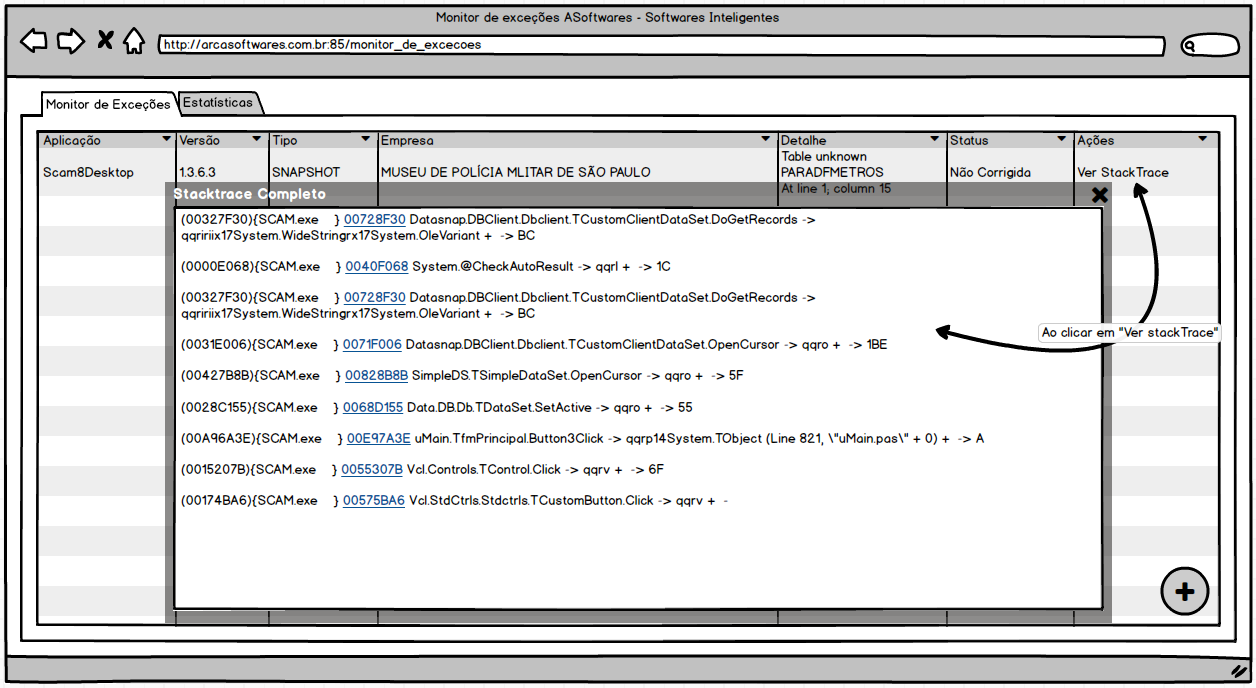 Monitor de exceções ASoftwares - Softwares Inteligentes
http://arcasoftwares.com.br:85/monitor_de_excecoes
Monitor de Exceções Estatísticas
Aplicação Versão Tipo Empresa Detalhe Status Ações
Table unknown
Scam8Desktop 1.3.6.3 SNAPSHOT MUSEU DE POLÍCIA MLITAR DE SÃO PAULO PARADFMETROS Não Corrigida Ver StackTrace
At line 1; column 15
Stacktrace Completo
(00327F30){SCAM.exe } 00728F30 Datasnap.DBClient.Dbclient.TCustomClientDataSet.DoGetRecords ->
qqririiix17System.WideStringrx17System.OleVariant + -> BC
(0000E068){SCAM.exe } 0040F068 System.@CheckAutoResult -> qqrl + -> 1C
(00327F30){SCAM.exe } 00728F30 Datasnap.DBClient.Dbclient.TCustomClientDataSet.DoGetRecords ->
qqririiix17System.WideStringrx17System.OleVariant + -> BC
(0031E006){SCAM.exe } 0071F006 Datasnap.DBClient.Dbclient.TCustomClientDataSet.OpenCursor -> qqro + -> 1BE
(00427B8B){SCAM.exe } 00828B8B SimpleDS.TSimpleDataSet.OpenCursor -> qqro + -> 5F
(0028C155){SCAM.exe } 0068D155 Data.DB.Db.TDataSet.SetActive -> qqro + -> 55
(00A96A3E){SCAM.exe } 00E97A3E uMain.TfmPrincipal.Button3Click -> qqrp14System.TObject (Line 821, \"uMain.pas\" + 0) + -> A
(0015207B){SCAM.exe } 0055307B Vcl.Controls.TControl.Click -> qqrv + -> 6F
(00174BA6){SCAM.exe } 00575BA6 Vcl.StdCtrls.Stdctrls.TCustomButton.Click -> qqrv + -
Ao clicar em "Ver stackTrace"